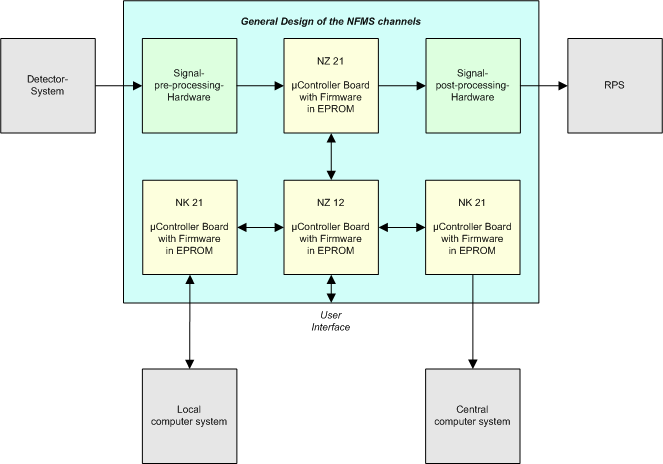 General Design of the NFMS channels
Detector-
System
Signal-
pre-processing-
Hardware
NZ 21
µController Board
with Firmware
in EPROM
Signal-
post-processing-
Hardware
RPS
NK 21
µController Board
with Firmware
in EPROM
NZ 12
µController Board
with Firmware
in EPROM
NK 21
µController Board
with Firmware
in EPROM
User
Interface
Local
computer system
Central
computer system